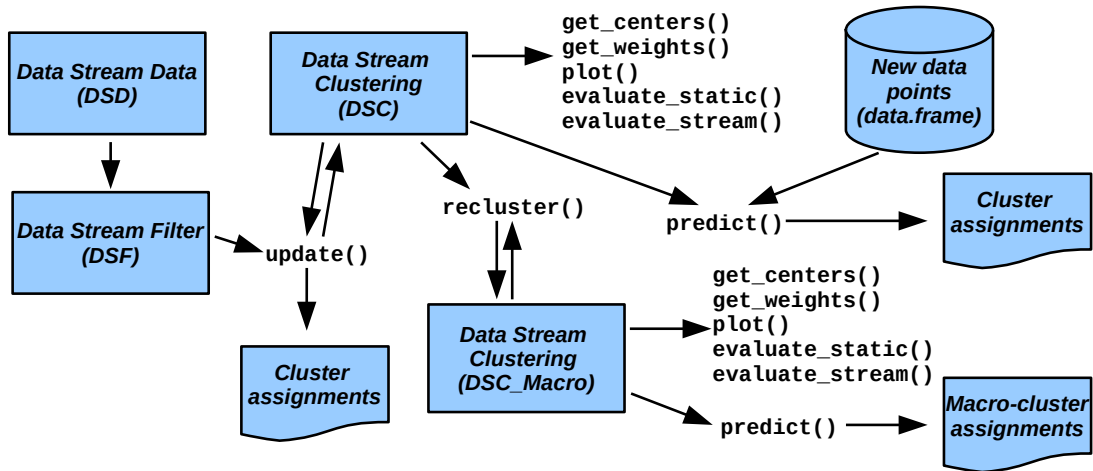 Data Stream Data
(DSD)
Data Stream
Clustering
(DSC)
get_centers()
get_weights()
plot()
evaluate_static()
evaluate_stream()
New data
points
(data.frame)
Data Stream Filter
(DSF)
update()
recluster()
predict()
Cluster
assignments
Cluster
assignments
Data Stream
Clustering
(DSC_Macro)
get_centers()
get_weights()
plot()
evaluate_static()
evaluate_stream()
predict()
Macro-cluster
assignments